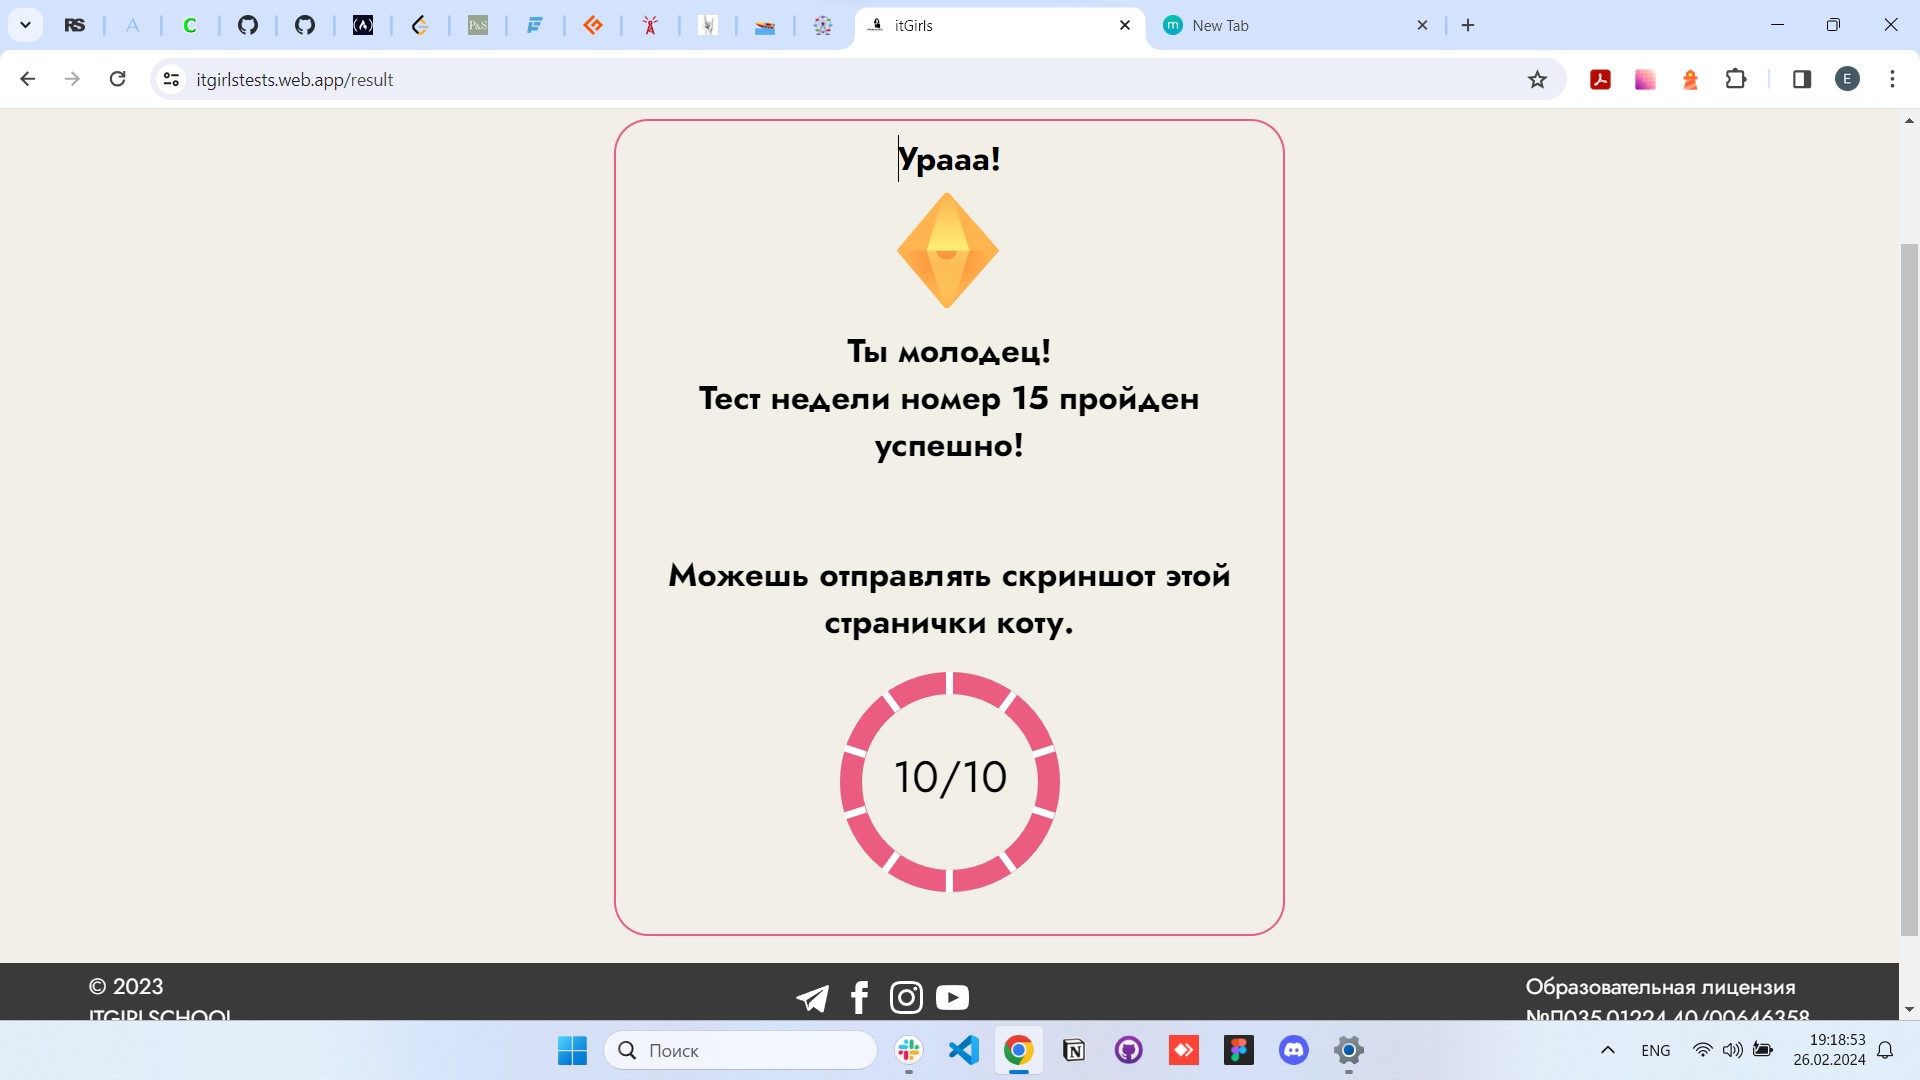 RS
itGirls
New Tab
itgirlstests.web.app/result
E
Урааа!
Ты молодец!
Тест недели номер 15 пройден
успешно!
Можешь отправлять скриншот этой
странички коту.
10/10
© 2023
ITGIRLSCHOOL
Образовательная лицензия
№Л035 01224 40/00646358
Поиск
ENG
19:18:53
26.02.2024